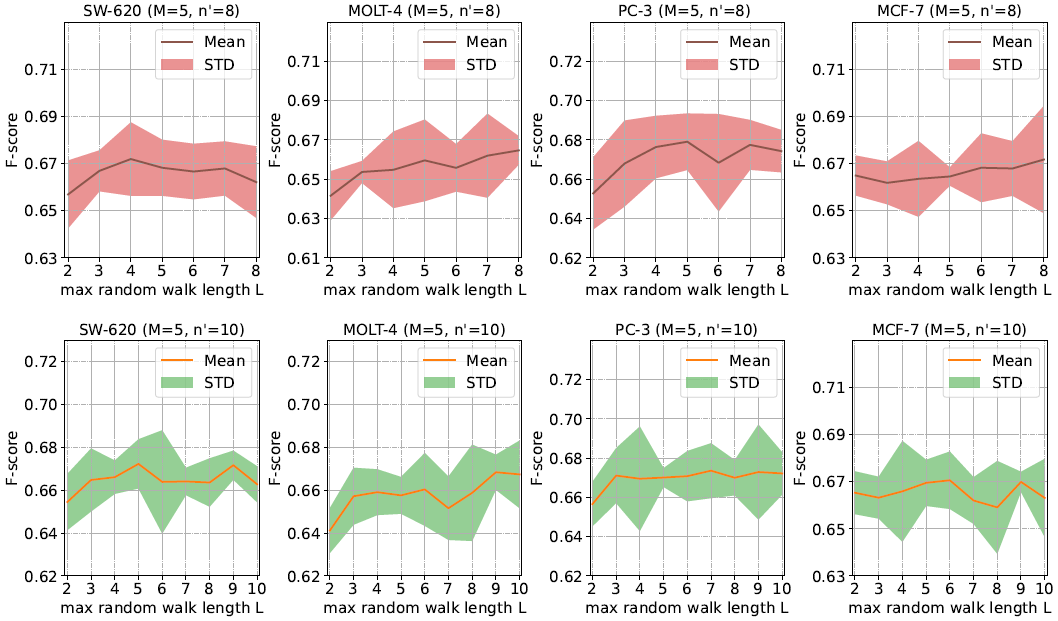 SW-620 (M=5, n'=8)
Mean
STD
0.71
0.69
0.67
0.65
0.63
F-score
2 3 4 5 6 7 8
max random walk length L
MOLT-4 (M=5, n'=8)
Mean
STD
0.71
0.69
0.67
0.65
0.63
0.61
F-score
2 3 4 5 6 7 8
max random walk length L
PC-3 (M=5, n'=8)
Mean
STD
0.72
0.70
0.68
0.66
0.64
0.62
F-score
2 3 4 5 6 7 8
max random walk length L
MCF-7 (M=5, n'=8)
Mean
STD
0.71
0.69
0.67
0.65
0.63
F-score
2 3 4 5 6 7 8
max random walk length L
SW-620 (M=5, n'=10)
Mean
STD
0.72
0.70
0.68
0.66
0.64
0.62
F-score
2 3 4 5 6 7 8 9 10
max random walk length L
MOLT-4 (M=5, n'=10)
Mean
STD
0.72
0.70
0.68
0.66
0.64
0.62
F-score
2 3 4 5 6 7 8 9 10
max random walk length L
PC-3 (M=5, n'=10)
Mean
STD
0.72
0.70
0.68
0.66
0.64
0.62
F-score
2 3 4 5 6 7 8 9 10
max random walk length L
MCF-7 (M=5, n'=10)
Mean
STD
0.71
0.69
0.67
0.65
0.63
F-score
2 3 4 5 6 7 8 9 10
max random walk length L